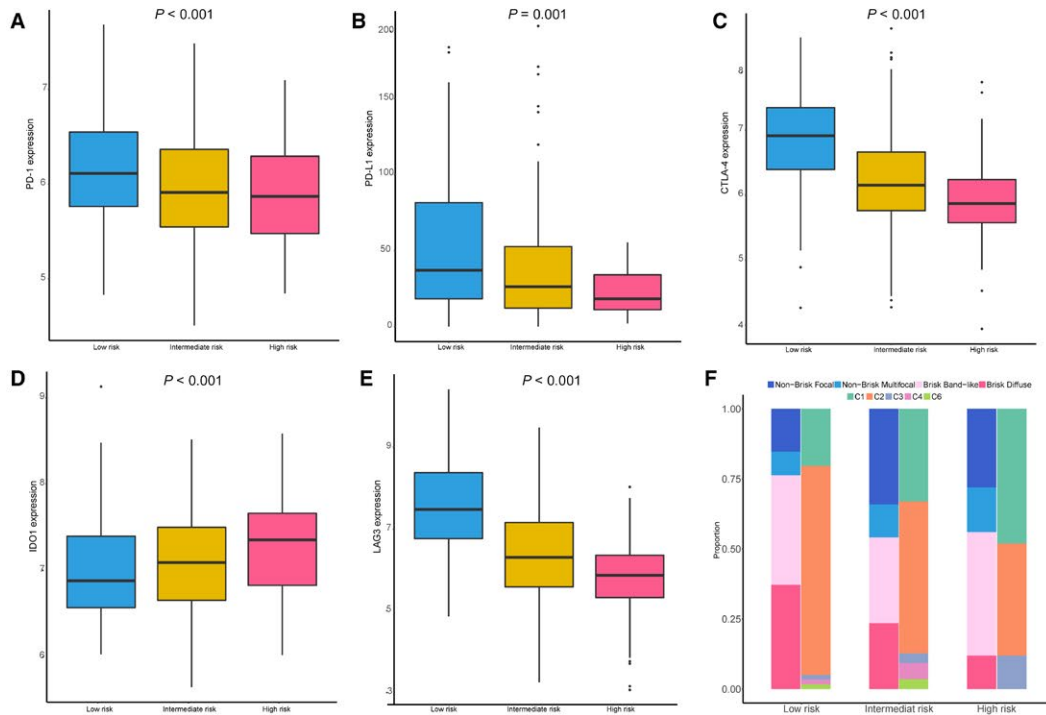 A
P < 0.001
PD-1 expression
7
6
5
Low risk
Intermediate risk
High risk
B
P = 0.001
PD-L1 expression
200
150
100
50
0
Low risk
Intermediate risk
High risk
C
P < 0.001
CTLA-4 expression
8
7
6
5
4
Low risk
Intermediate risk
High risk
D
P < 0.001
IDO1 expression
9
8
7
6
Low risk
Intermediate risk
High risk
E
P < 0.001
LAG3 expression
9
7
5
3
Low risk
Intermediate risk
High risk
F
Non-Brisk Focal Non-Brisk Multifocal Brisk Band-like Brisk Diffuse
C1 C2 C3 C4 C6
Proportion
1.00
0.75
0.50
0.25
0.00
Low risk
Intermediat risk
High risk